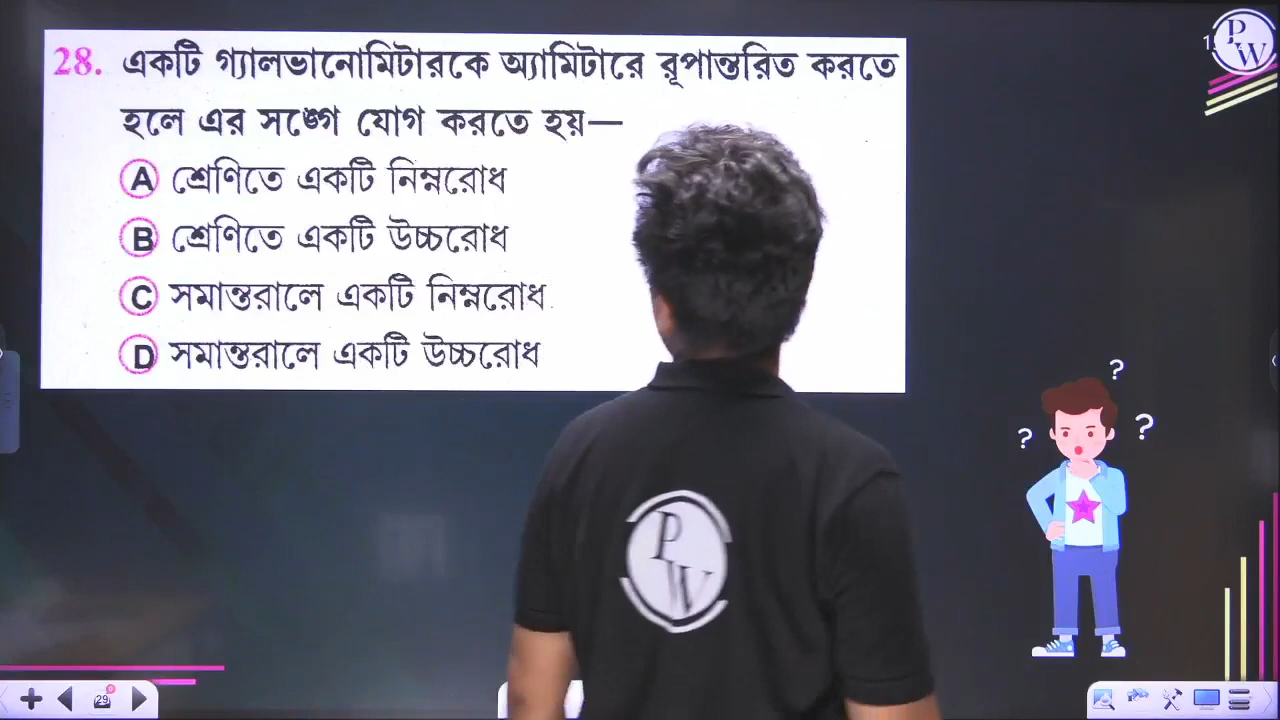 28. একটি গ্যালভানোমিটারকে অ্যামিটারে রূপান্তরিত করতে
হলে এর সঙ্গে যোগ করতে হয়—
A শ্রেণিতে একটি নিম্নরোধ
B শ্রেণিতে একটি উচ্চরোধ
C সমান্তরালে একটি নিম্নরোধ
D সমান্তরালে একটি উচ্চরোধ
PW
? ? ?
PW
29